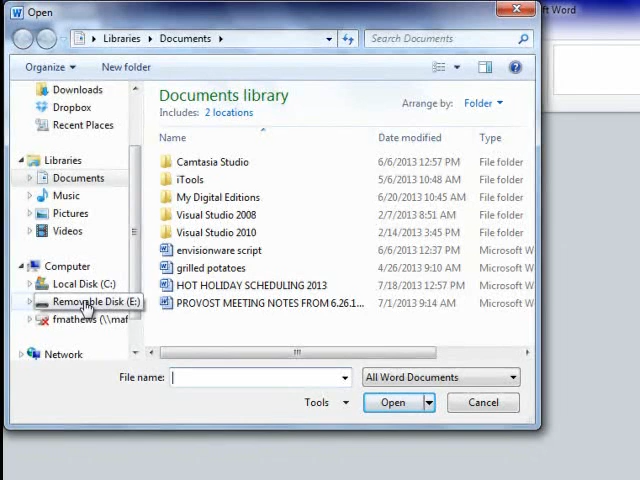 Open
ft Word
Libraries Documents
Search Documents
Organize New folder
Downloads
Dropbox
Recent Places
Libraries
Documents
Music
Pictures
Videos
Computer
Local Disk (C:)
Removable Disk (E:)
fmathews (\\maf
Network
Documents library
Includes: 2 locations
Arrange by: Folder
Name Date modified Type
Camtasia Studio 6/6/2013 12:57 PM File folder
iTools 5/6/2013 10:48 AM File folder
My Digital Editions 6/20/2013 10:45 AM File folder
Visual Studio 2008 2/7/2013 8:51 AM File folder
Visual Studio 2010 2/14/2013 3:45 PM File folder
envisionware script 6/6/2013 12:37 PM Microsoft W
grilled potatoes 4/26/2013 9:10 AM Microsoft W
HOT HOLIDAY SCHEDULING 2013 7/18/2013 12:57 PM Microsoft W
PROVOST MEETING NOTES FROM 6.26.1... 7/1/2013 9:14 AM Microsoft W
File name: All Word Documents
Tools Open Cancel